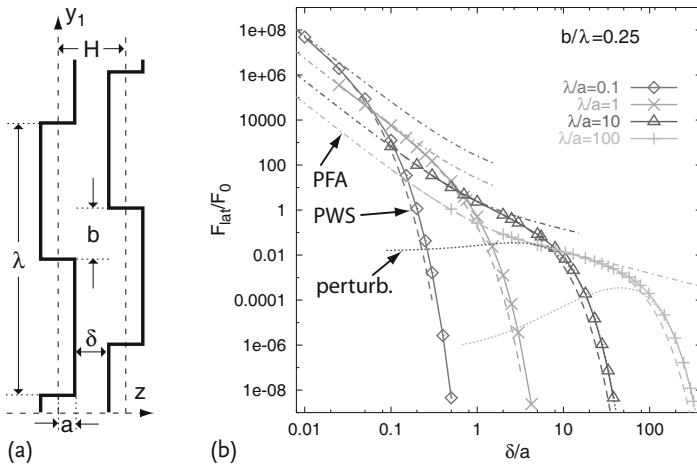 y₁
H
λ
b
δ
z
a
(a)
F_lat/F₀
1e+08
1e+06
10000
100
1
0.01
0.0001
1e-06
1e-08
b/λ=0.25
λ/a=0.1
λ/a=1
λ/a=10
λ/a=100
PFA
PWS
perturb.
0.01
0.1
1
10
100
δ/a
(b)